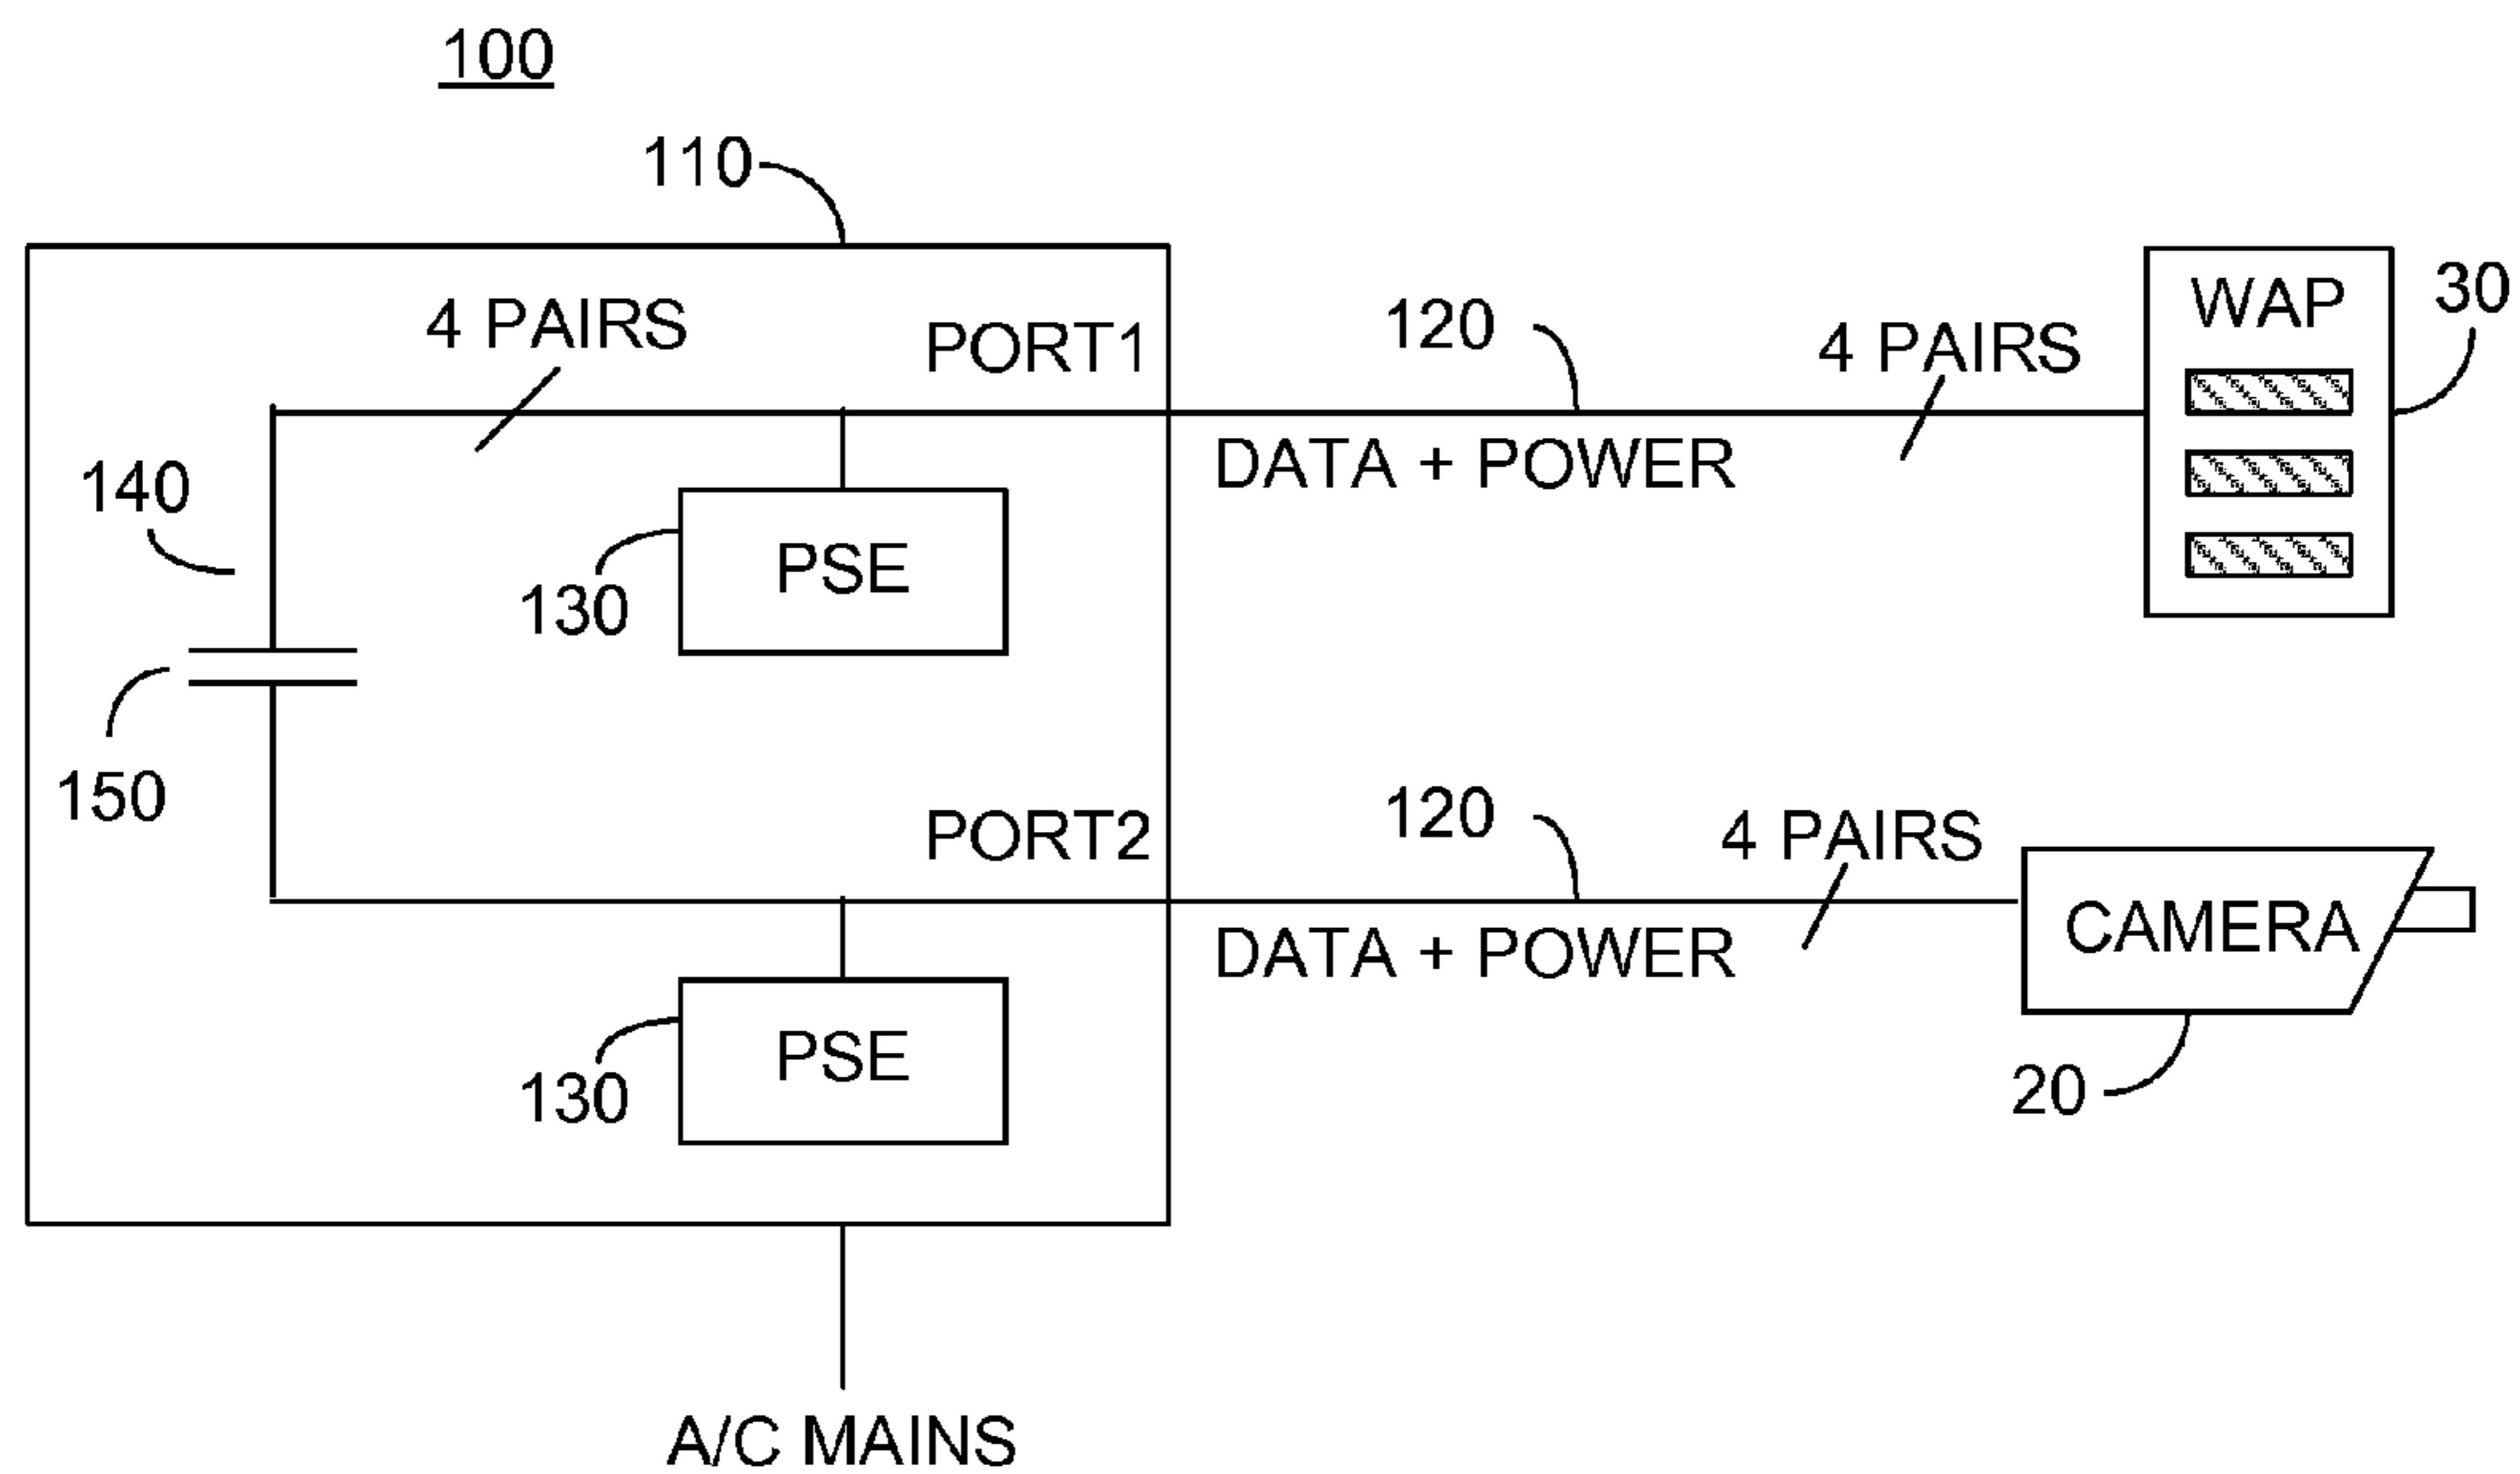 100
110
4 PAIRS
PORT1
120
4 PAIRS
WAP
30
DATA + POWER
140
PSE
130
150
PORT2
120
4 PAIRS
CAMERA
DATA + POWER
PSE
130
20
A/C MAINS